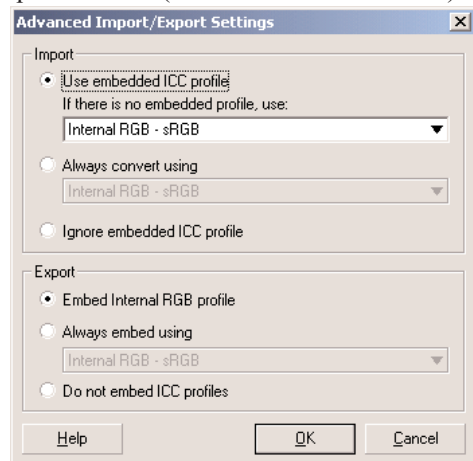 Advanced Import/Export Settings
Import
Use embedded ICC profile
If there is no embedded profile, use:
Internal RGB - sRGB
Always convert using
Internal RGB - sRGB
Ignore embedded ICC profile
Export
Embed Internal RGB profile
Always embed using
Internal RGB - sRGB
Do not embed ICC profiles
Help OK Cancel